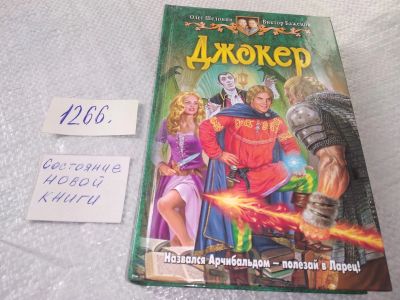 Олег Шелонин Виктор Баженов
Джокер
1266.
Состояние
новой
книги
Назвался Арчибальдом – полезай в Ларец!